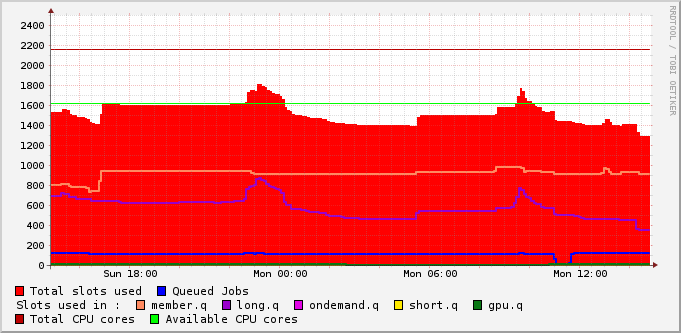 2400
2200
2000
1800
1600
1400
1200
1000
800
600
400
200
0
Sun 18:00 Mon 00:00 Mon 06:00 Mon 12:00
Total slots used Queued Jobs
Slots used in : member.q long.q ondemand.q short.q gpu.q
Total CPU cores Available CPU cores
RRDTOOL / TOBI OETIKER